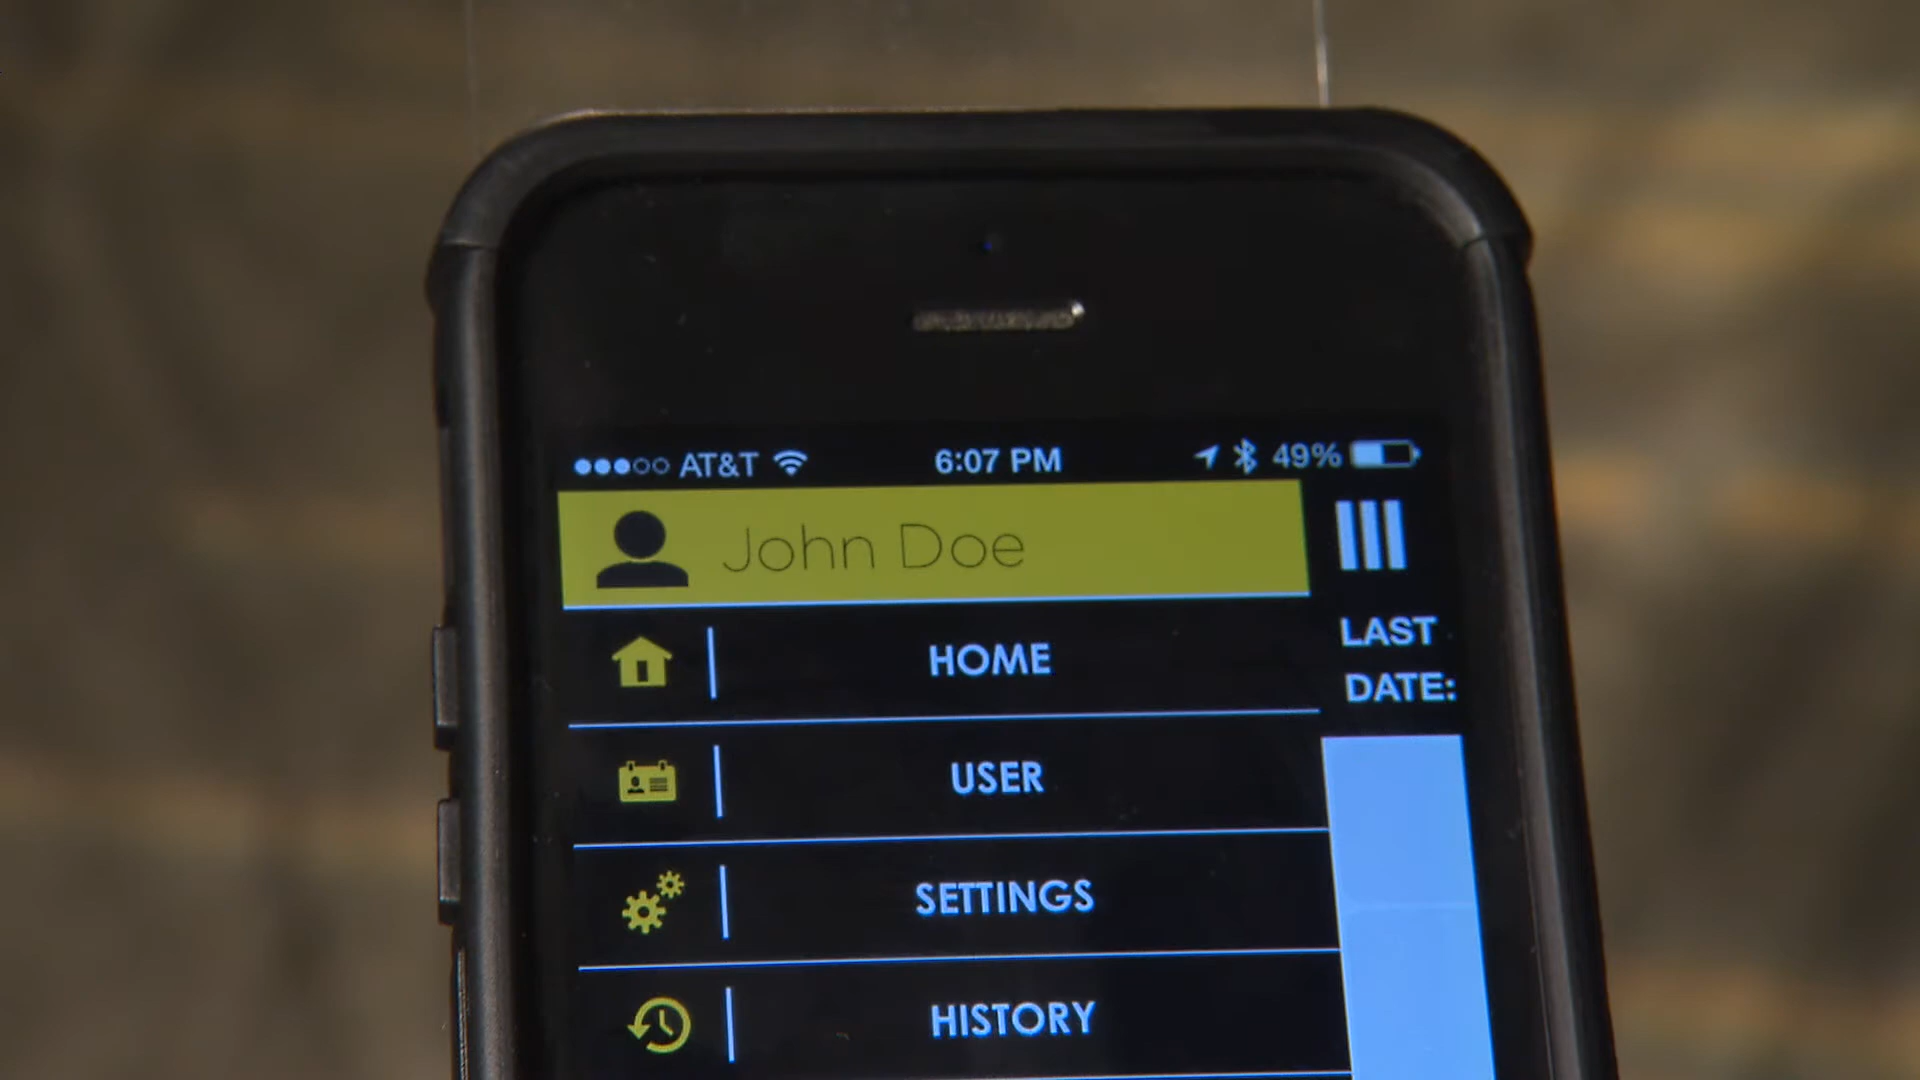 AT&T 6:07 PM 49%
John Doe
HOME
USER
SETTINGS
HISTORY
LAST
DATE: